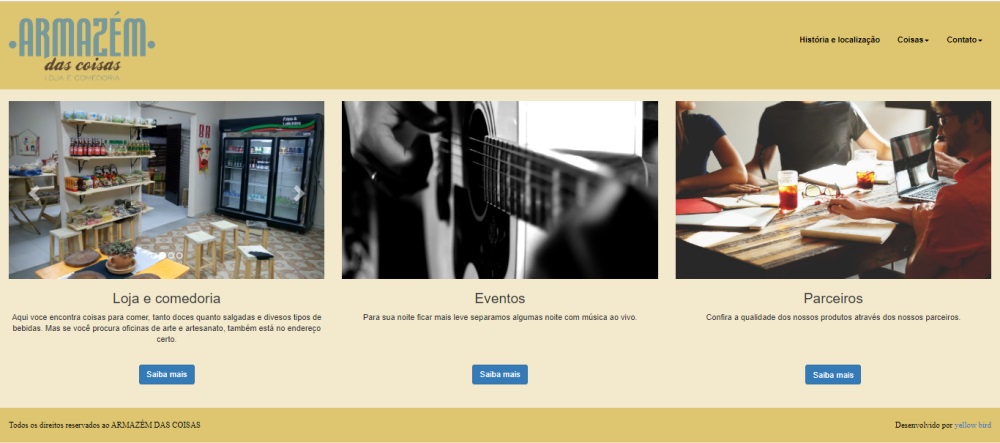 ARMAZÉM
das coisas
LOJA E COMEDORIA
História e localização Coisas Contato
Loja e comedoria
Aqui voce encontra coisas para comer, tanto doces quanto salgadas e divesos tipos de
bebidas. Mas se você procura oficinas de arte e artesanato, também está no endereço
certo.
Saiba mais
Eventos
Para sua noite ficar mais leve separamos algumas noite com música ao vivo.
Saiba mais
Parceiros
Confira a qualidade dos nossos produtos através dos nossos parceiros.
Saiba mais
Todos os direitos reservados ao ARMAZÉM DAS COISAS
Desenvolvido por yellow bird